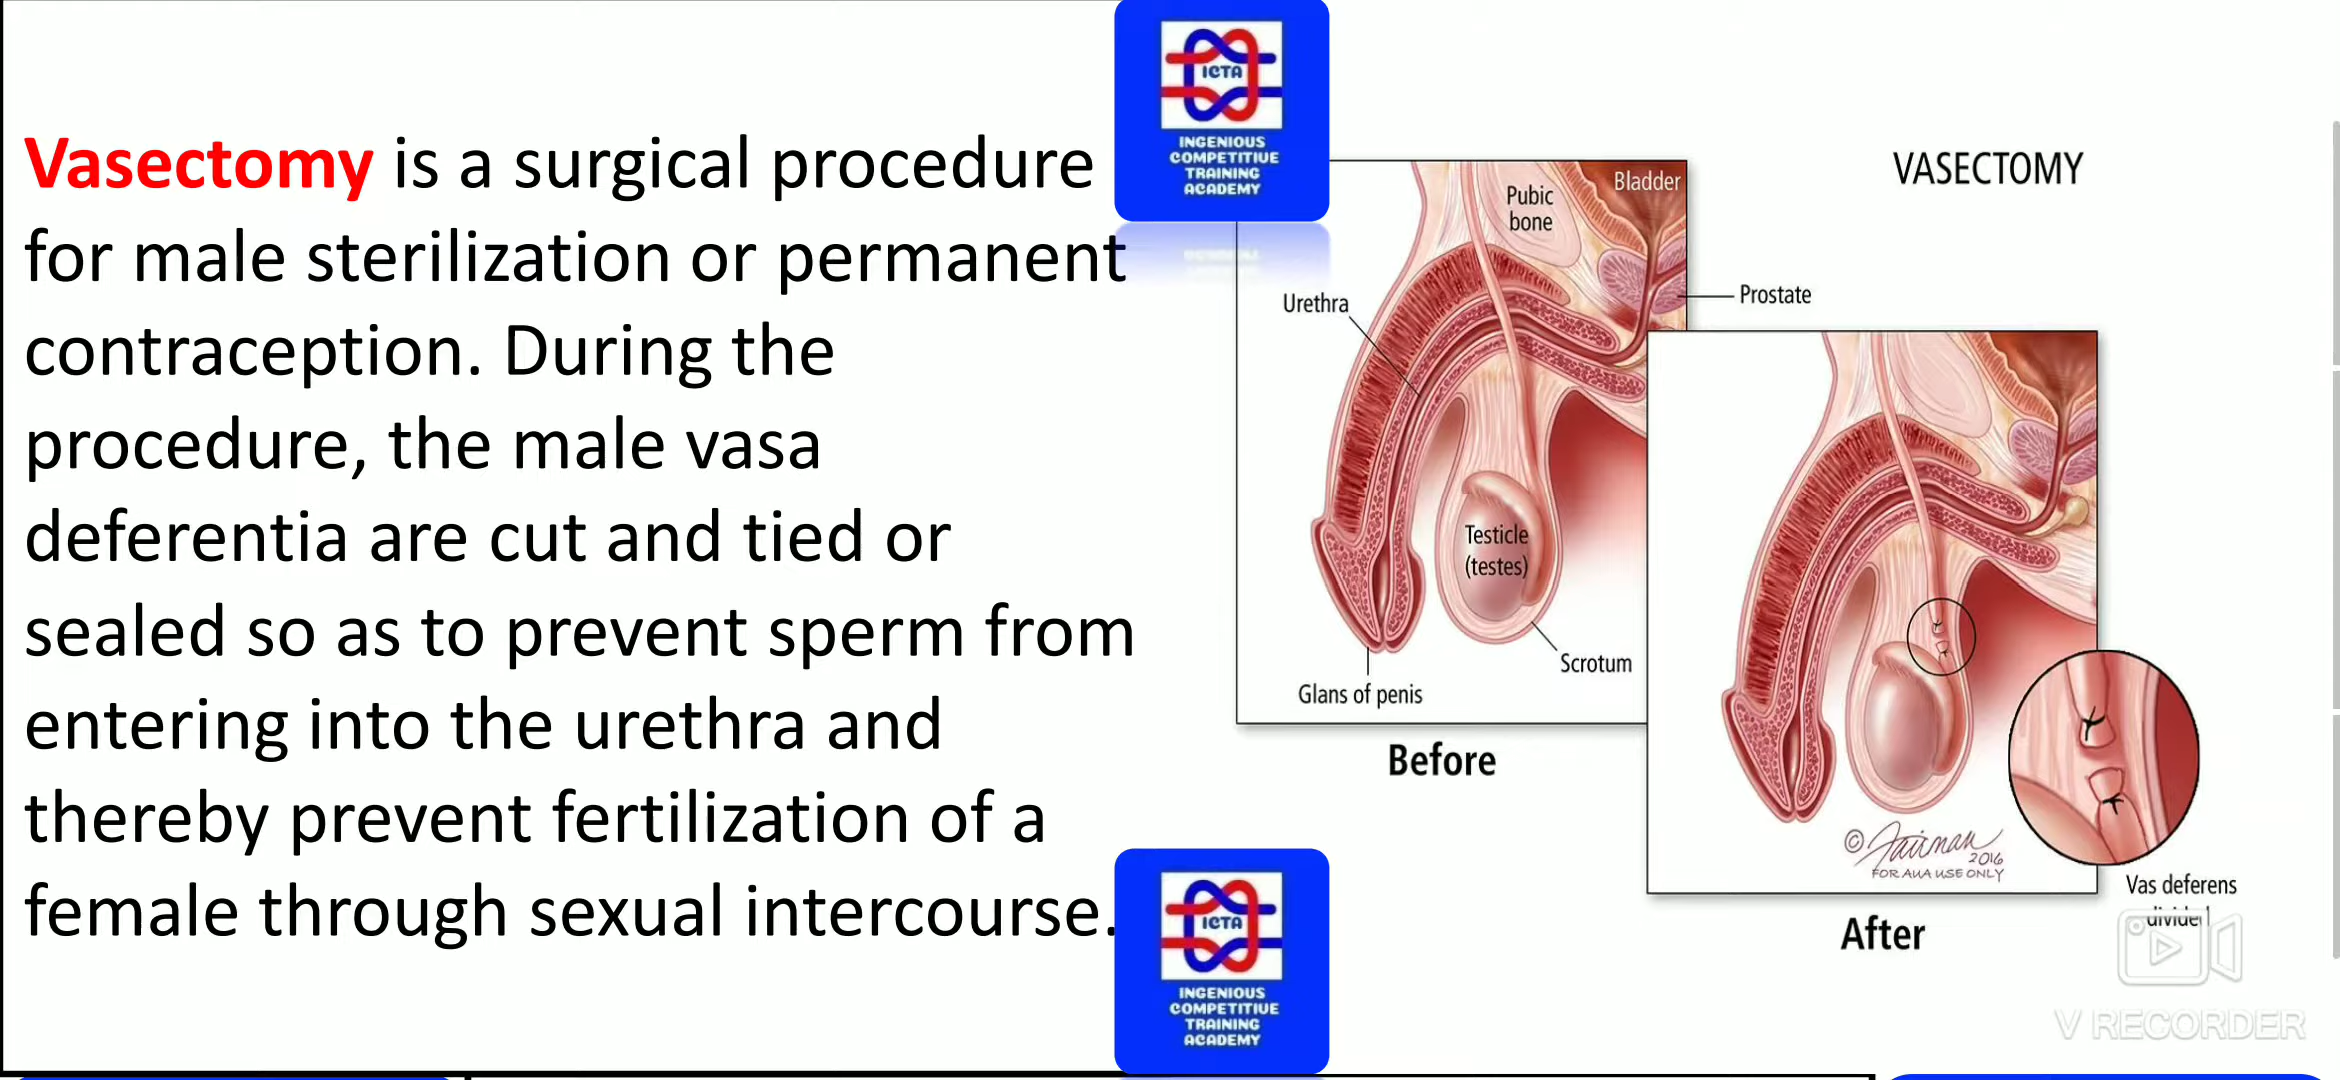 Vasectomy is a surgical procedure
for male sterilization or permanent
contraception. During the
procedure, the male vasa
deferentia are cut and tied or
sealed so as to prevent sperm from
entering into the urethra and
thereby prevent fertilization of a
female through sexual intercourse.
ICTA
INGENIOUS
COMPETITIVE
TRAINING
ACADEMY
VASECTOMY
Pubic
bone
Bladder
Urethra
Prostate
Testicle
(testes)
Scrotum
Glans of penis
Before
© Fairman
2016
FOR AUA USE ONLY
Vas deferens
divided
After
ICTA
INGENIOUS
COMPETITIVE
TRAINING
ACADEMY
V RECORDER